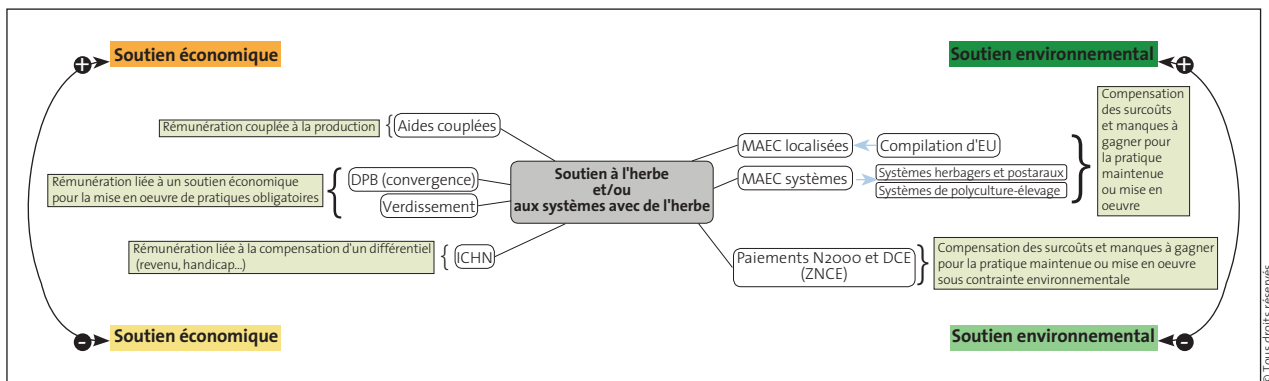 Soutien économique
Soutien environnemental
+
+
Rémunération couplée à la production
Aides couplées
Rémunération liée à un soutien économique
pour la mise en oeuvre de pratiques obligatoires
DPB (convergence)
Verdissement
Rémunération liée à la compensation d'un différentiel
(revenu, handicap...)
ICHN
Soutien à l'herbe
et/ou
aux systèmes avec de l'herbe
MAEC localisées
Compilation d'EU
MAEC systèmes
Systèmes herbagers et postaraux
Systèmes de polyculture-élevage
Compensation
des surcoûts
et manques à
gagner pour
la pratique
maintenue
ou mise en
oeuvre
Paiements N2000 et DCE
(ZNCE)
Compensation des surcoûts et manques à gagner
pour la pratique maintenue ou mise en oeuvre
sous contrainte environnementale
-
Soutien économique
Soutien environnemental
-
© Tous droits réservés